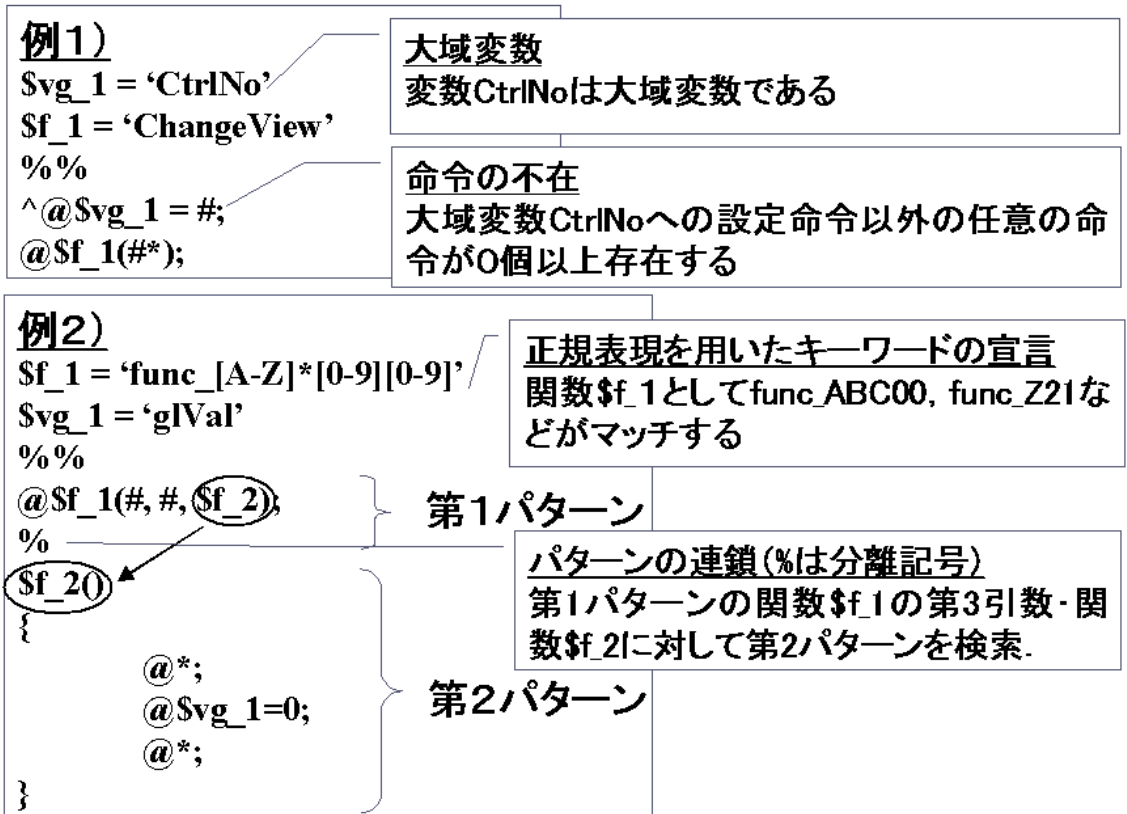 例1)
$vg_1 = ‘CtrlNo’
$f_1 = ‘ChangeView’
%%
^@$vg_1 = #;
@$f_1(#*);
大域変数
変数CtrlNoは大域変数である
命令の不在
大域変数CtrlNoへの設定命令以外の任意の命
令が0個以上存在する
例2)
$f_1 = ‘func_[A-Z]*[0-9][0-9]’
$vg_1 = ‘glVal’
%%
@$f_1(#, #, $f_2);
%
$f_2()
{
@*;
@$vg_1=0;
@*;
}
正規表現を用いたキーワードの宣言
関数$f_1としてfunc_ABC00, func_Z21な
どがマッチする
第1パターン
パターンの連鎖(%は分離記号)
第1パターンの関数$f_1の第3引数・関
数$f_2に対して第2パターンを検索.
第2パターン